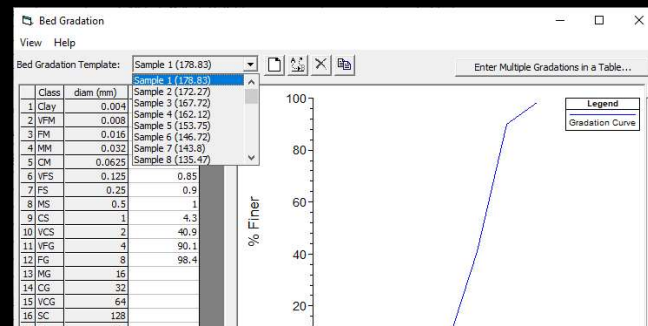 Bed Gradation
View Help
Bed Gradation Template: Sample 1 (178.83)
Enter Multiple Gradations in a Table...
Sample 1 (178.83)
Sample 2 (172.27)
Sample 3 (167.72)
Sample 4 (162.12)
Sample 5 (153.75)
Sample 6 (146.72)
Sample 7 (143.8)
Sample 8 (135.47)
Class diam (mm)
1 Clay 0.004
2 VFM 0.008
3 FM 0.016
4 MM 0.032
5 CM 0.0625
6 VFS 0.125 0.85
7 FS 0.25 0.9
8 MS 0.5 1
9 CS 1 4.3
10 VCS 2 40.9
11 VFG 4 90.1
12 FG 8 98.4
13 MG 16
14 CG 32
15 VCG 64
16 SC 128
% Finer
100
80
60
40
20
Legend
Gradation Curve